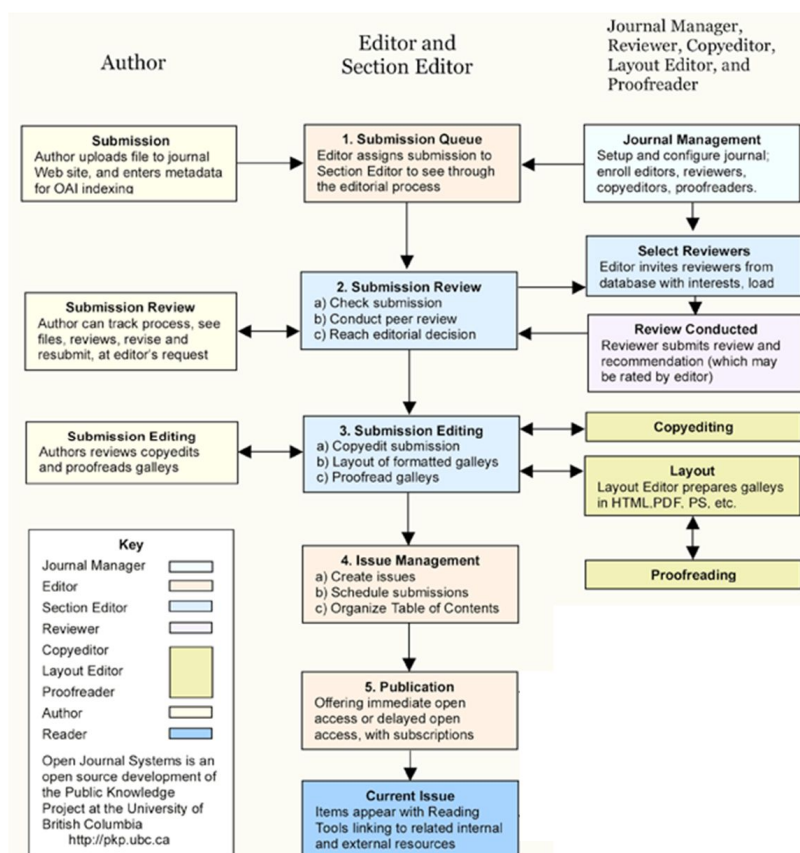 Author
Editor and
Section Editor
Journal Manager,
Reviewer, Copyeditor,
Layout Editor, and
Proofreader
Submission
Author uploads file to journal
Web site, and enters metadata
for OAI indexing
1. Submission Queue
Editor assigns submission to
Section Editor to see through
the editorial process
Journal Management
Setup and configure journal;
enroll editors, reviewers,
copyeditors, proofreaders.
Select Reviewers
Editor invites reviewers from
database with interests, load
Submission Review
Author can track process, see
files, reviews, revise and
resubmit, at editor's request
2. Submission Review
a) Check submission
b) Conduct peer review
c) Reach editorial decision
Review Conducted
Reviewer submits review and
recommendation (which may
be rated by editor)
Submission Editing
Authors reviews copyedits
and proofreads galleys
3. Submission Editing
a) Copyedit submission
b) Layout of formatted galleys
c) Proofread galleys
Copyediting
Layout
Layout Editor prepares galleys
in HTML,PDF, PS, etc.
Proofreading
4. Issue Management
a) Create issues
b) Schedule submissions
c) Organize Table of Contents
5. Publication
Offering immediate open
access or delayed open
access, with subscriptions
Current Issue
Items appear with Reading
Tools linking to related internal
and external resources
Key
Journal Manager
Editor
Section Editor
Reviewer
Copyeditor
Layout Editor
Proofreader
Author
Reader
Open Journal Systems is an
open source development of
the Public Knowledge
Project at the University of
British Columbia
http://pkp.ubc.ca